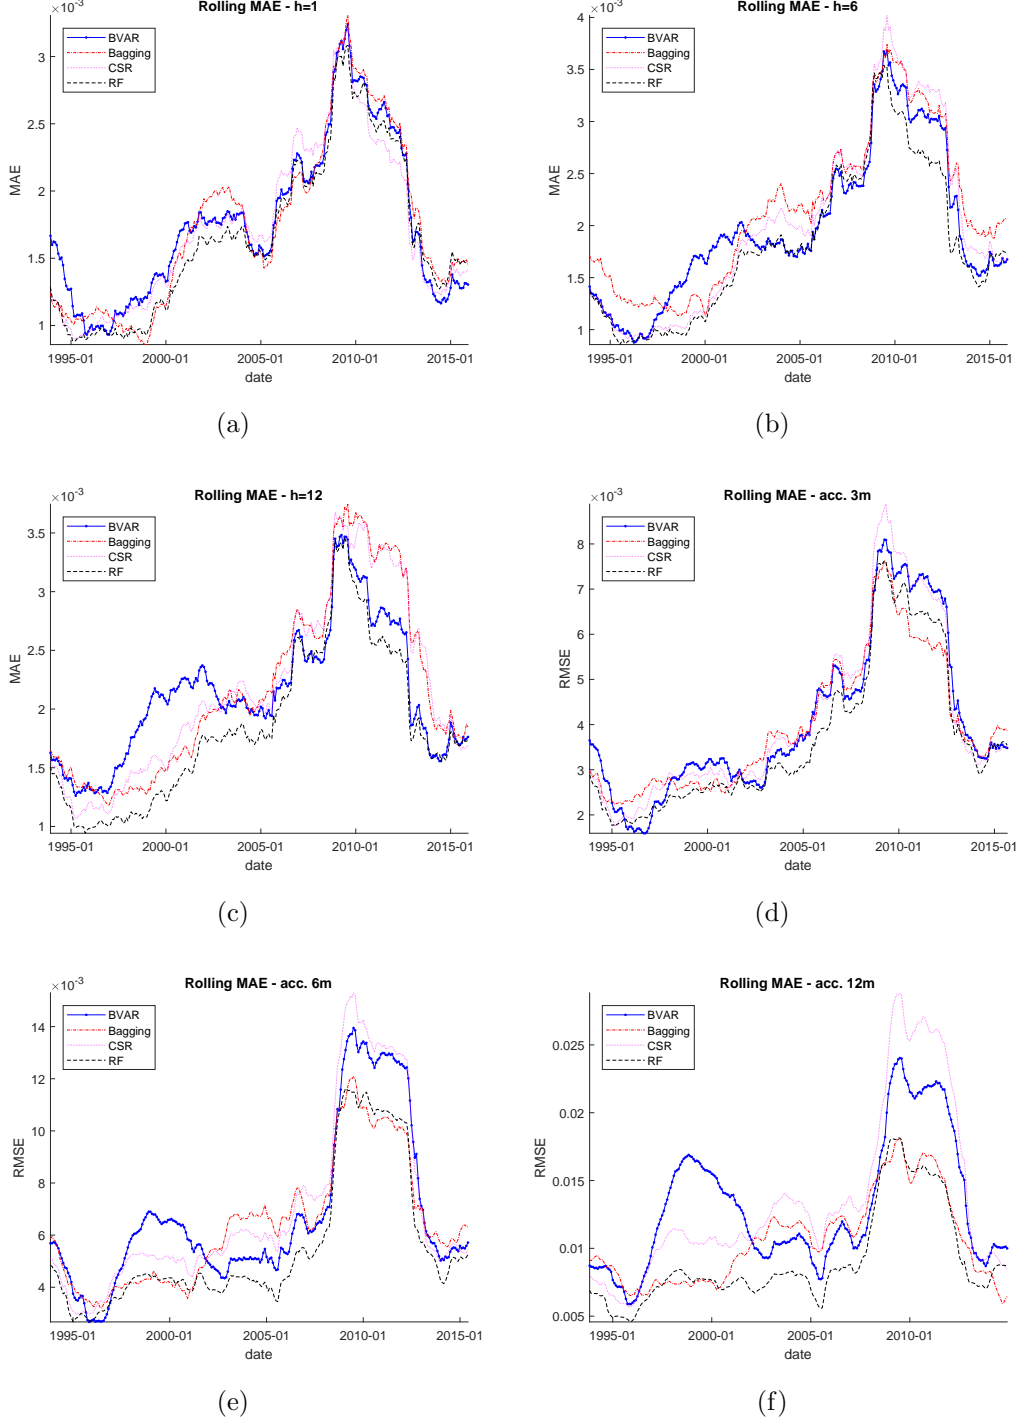 Rolling MAE - h=1
×10⁻³
BVAR
Bagging
CSR
RF
3
2.5
2
1.5
1
MAE
1995-01 2000-01 2005-01 2010-01 2015-01
date
(a)
Rolling MAE - h=6
×10⁻³
BVAR
Bagging
CSR
RF
4
3.5
3
2.5
2
1.5
1
MAE
1995-01 2000-01 2005-01 2010-01 2015-01
date
(b)
Rolling MAE - h=12
×10⁻³
BVAR
Bagging
CSR
RF
3.5
3
2.5
2
1.5
1
MAE
1995-01 2000-01 2005-01 2010-01 2015-01
date
(c)
Rolling MAE - acc. 3m
×10⁻³
BVAR
Bagging
CSR
RF
8
7
6
5
4
3
2
RMSE
1995-01 2000-01 2005-01 2010-01 2015-01
date
(d)
Rolling MAE - acc. 6m
×10⁻³
BVAR
Bagging
CSR
RF
14
12
10
8
6
4
RMSE
1995-01 2000-01 2005-01 2010-01 2015-01
date
(e)
Rolling MAE - acc. 12m
BVAR
Bagging
CSR
RF
0.025
0.02
0.015
0.01
0.005
RMSE
1995-01 2000-01 2005-01 2010-01
date
(f)